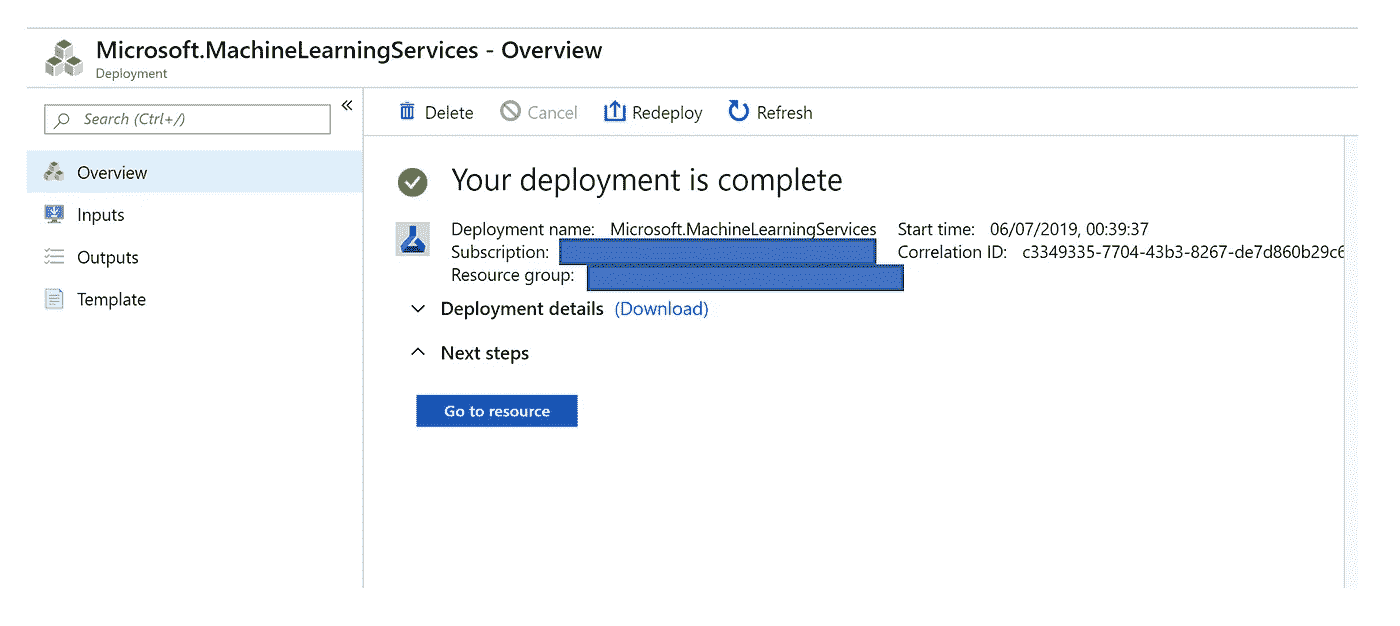 Microsoft.MachineLearningServices - Overview
Deployment
Search (Ctrl+/)
«
Delete Cancel Redeploy Refresh
Overview
Inputs
Outputs
Template
Your deployment is complete
Deployment name: Microsoft.MachineLearningServices Start time: 06/07/2019, 00:39:37
Subscription: Correlation ID: c3349335-7704-43b3-8267-de7d860b29c6
Resource group:
Deployment details (Download)
Next steps
Go to resource